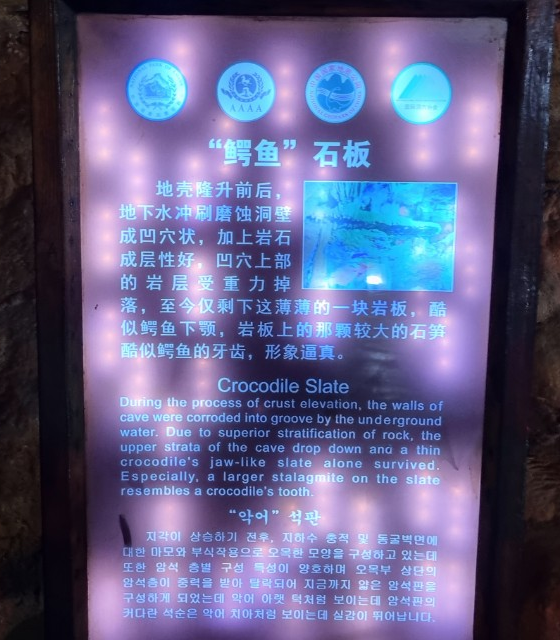 AAAA
“鳄鱼”石板
地壳隆升前后，
地下水冲刷磨蚀洞壁
成凹穴状，加上岩石
成层性好，凹穴上部
的岩层受重力掉
落，至今仅剩下这薄薄的一块岩板，酷
似鳄鱼下颚，岩板上的那颗较大的石笋
酷似鳄鱼的牙齿，形象逼真。
Crocodile Slate
During the process of crust elevation, the walls of
cave were corroded into groove by the underground
water. Due to superior stratification of rock, the
upper strata of the cave drop down and a thin
crocodile's jaw-like slate alone survived.
Especially, a larger stalagmite on the slate
resembles a crocodile's tooth.
“악어” 석판
지각이 상승하기 전후, 지하수 충적 및 동굴벽면에
대한 마모와 부식작용으로 오목한 모양을 구성하고 있는데
또한 암석 층별 구성 특성이 양호하며 오목부 상단의
암석층이 중력을 받아 탈락되어 지금까지 얇은 암석판을
구성하게 되었는데 악어 아랫 턱처럼 보이는데 암석판의
커다란 석순은 악어 치아처럼 보이는데 실감이 뛰어납니다.